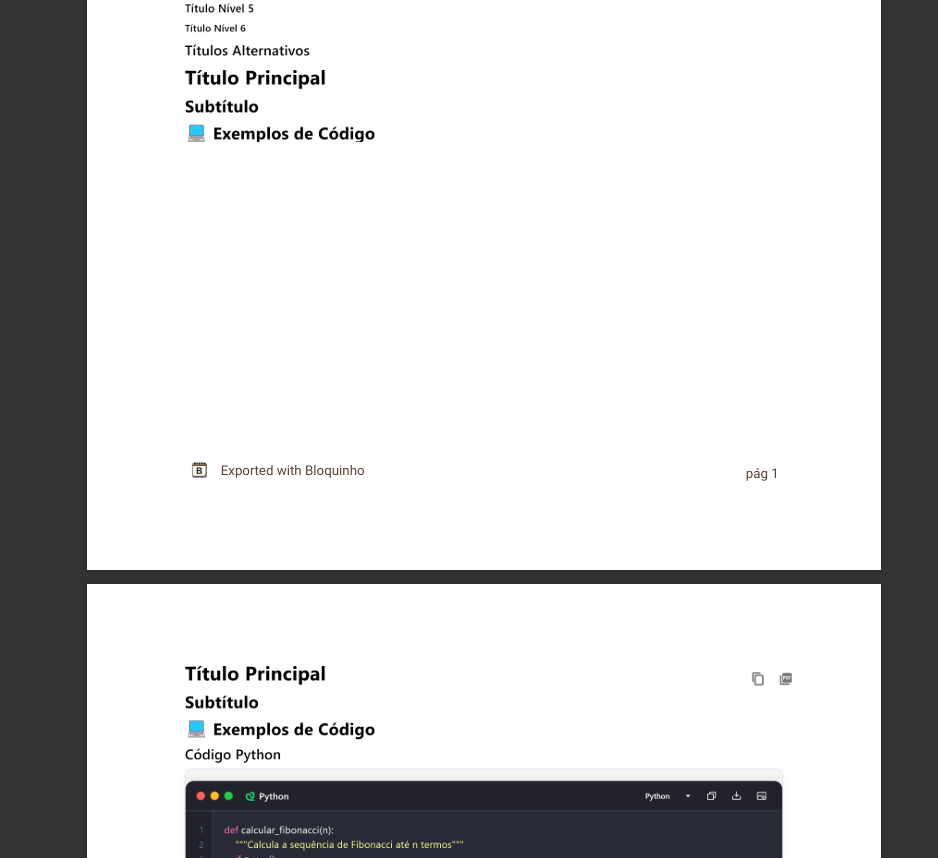 Título Nível 5
Título Nível 6
Títulos Alternativos
Título Principal
Subtítulo
Exemplos de Código
B Exported with Bloquinho
pág 1
Título Principal
PDF
Subtítulo
Exemplos de Código
Código Python
Python Python
1 def calcular_fibonacci(n):
2 """Calcula a sequência de Fibonacci até n termos"""